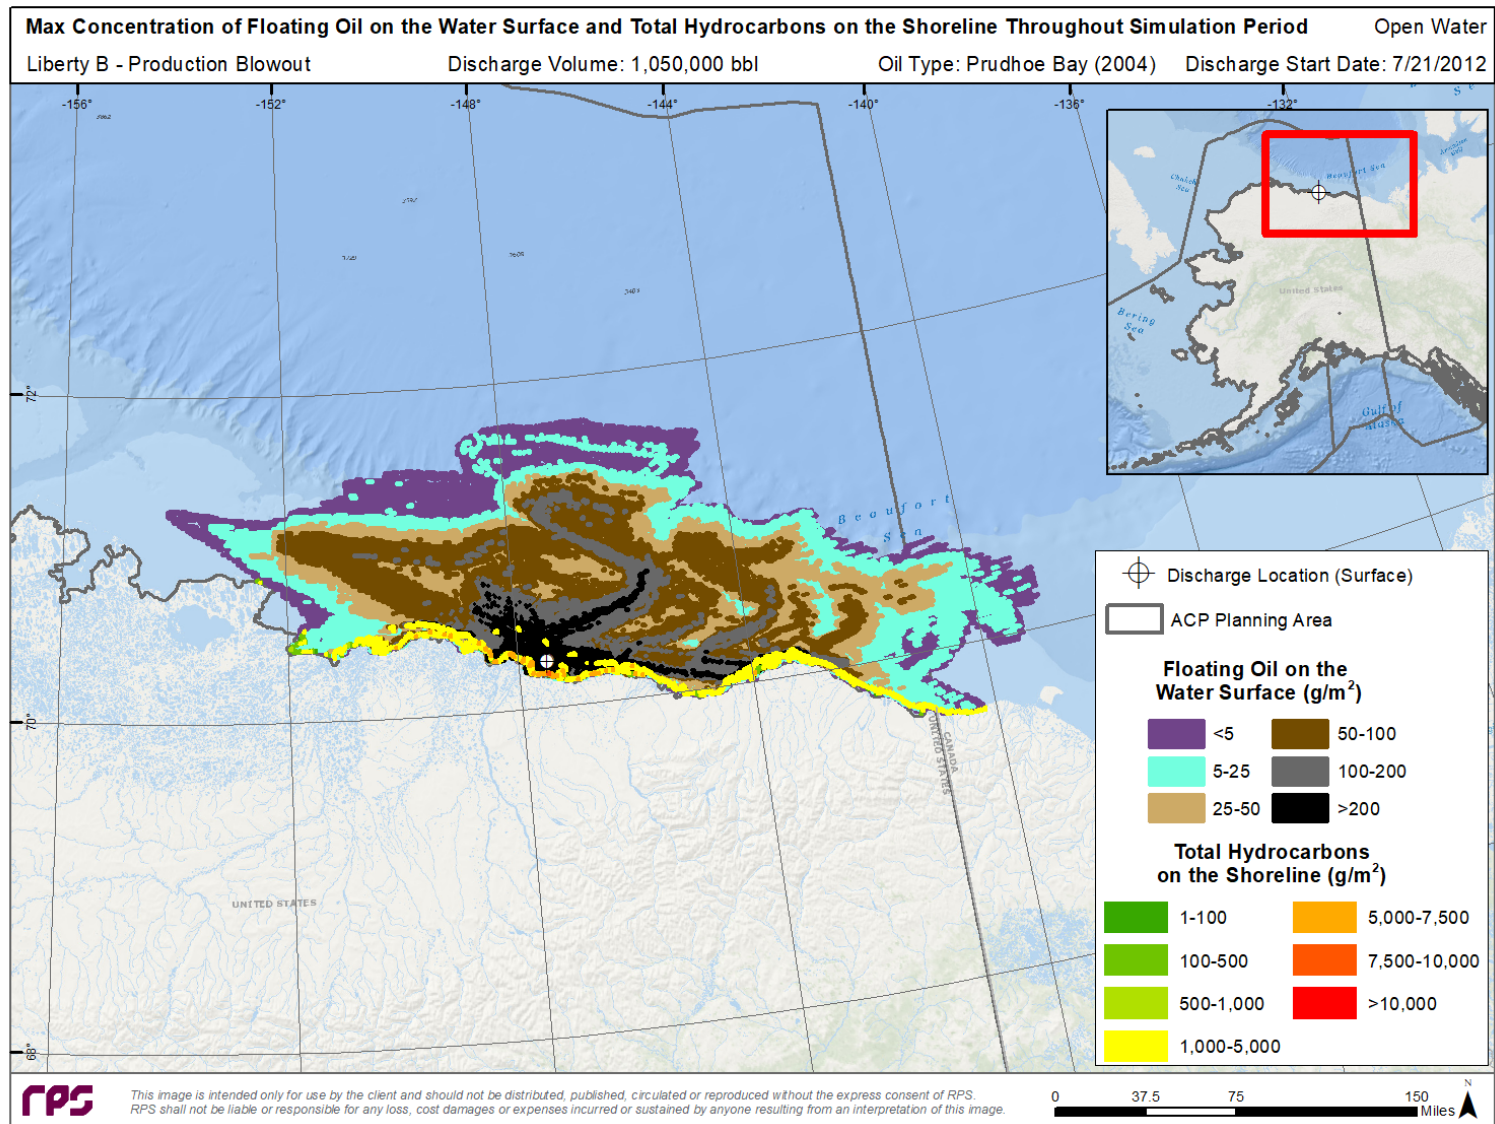 Max Concentration of Floating Oil on the Water Surface and Total Hydrocarbons on the Shoreline Throughout Simulation Period
Open Water
Liberty B - Production Blowout
Discharge Volume: 1,050,000 bbl
Oil Type: Prudhoe Bay (2004)
Discharge Start Date: 7/21/2012
-156°
-152°
-148°
-144°
-140°
-136°
-132°
72°
70°
68°
Beaufort
Sea
CANADA
UNITED STATES
UNITED STATES
Chukchi
Sea
Beaufort Sea
United States
Bering
Sea
Gulf of
Alaska
Discharge Location (Surface)
ACP Planning Area
Floating Oil on the
Water Surface (g/m²)
<5
50-100
5-25
100-200
25-50
>200
Total Hydrocarbons
on the Shoreline (g/m²)
1-100
5,000-7,500
100-500
7,500-10,000
500-1,000
>10,000
1,000-5,000
rps
This image is intended only for use by the client and should not be distributed, published, circulated or reproduced without the express consent of RPS.
RPS shall not be liable or responsible for any loss, cost damages or expenses incurred or sustained by anyone resulting from an interpretation of this image.
0 37.5 75 150
Miles
N